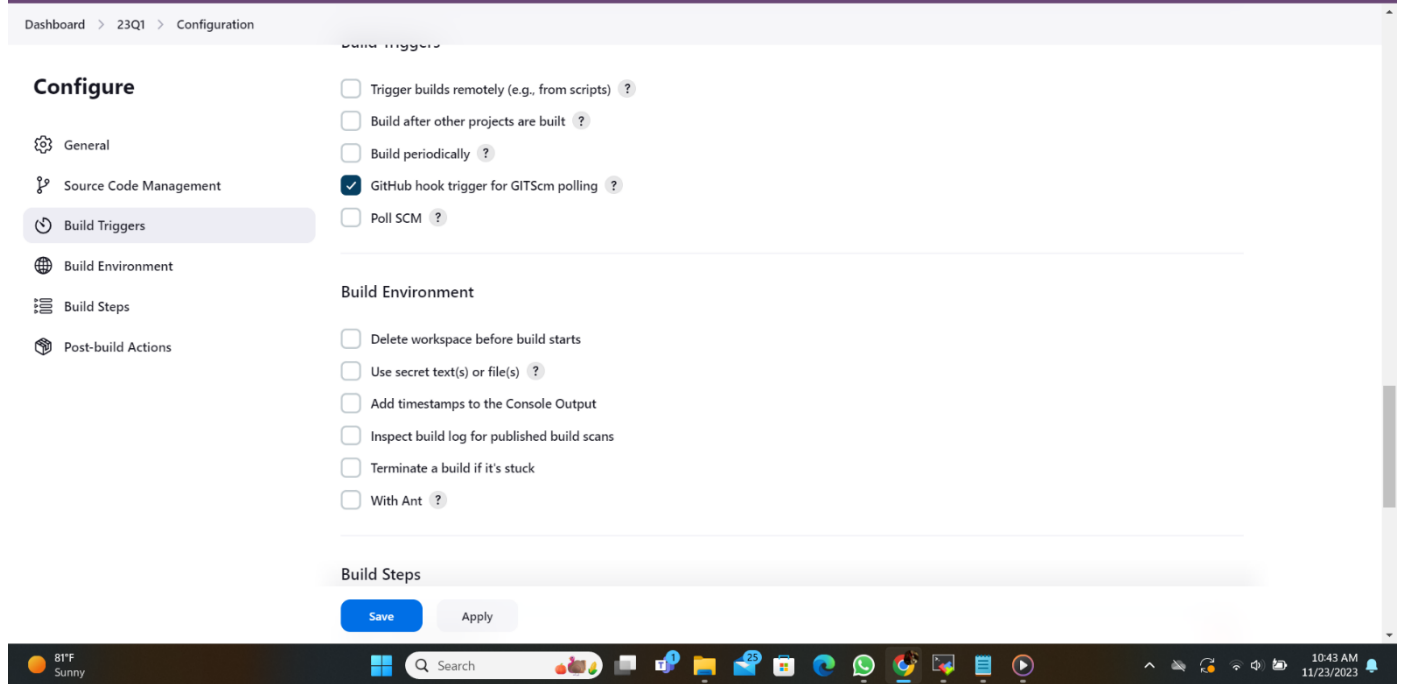 Dashboard > 23Q1 > Configuration
Build Triggers
Configure
General
Source Code Management
Build Triggers
Build Environment
Build Steps
Post-build Actions
Trigger builds remotely (e.g., from scripts) ?
Build after other projects are built ?
Build periodically ?
GitHub hook trigger for GITScm polling ?
Poll SCM ?
Build Environment
Delete workspace before build starts
Use secret text(s) or file(s) ?
Add timestamps to the Console Output
Inspect build log for published build scans
Terminate a build if it's stuck
With Ant ?
Build Steps
Save Apply
81°F
Sunny
Search
1
25
10:43 AM
11/23/2023